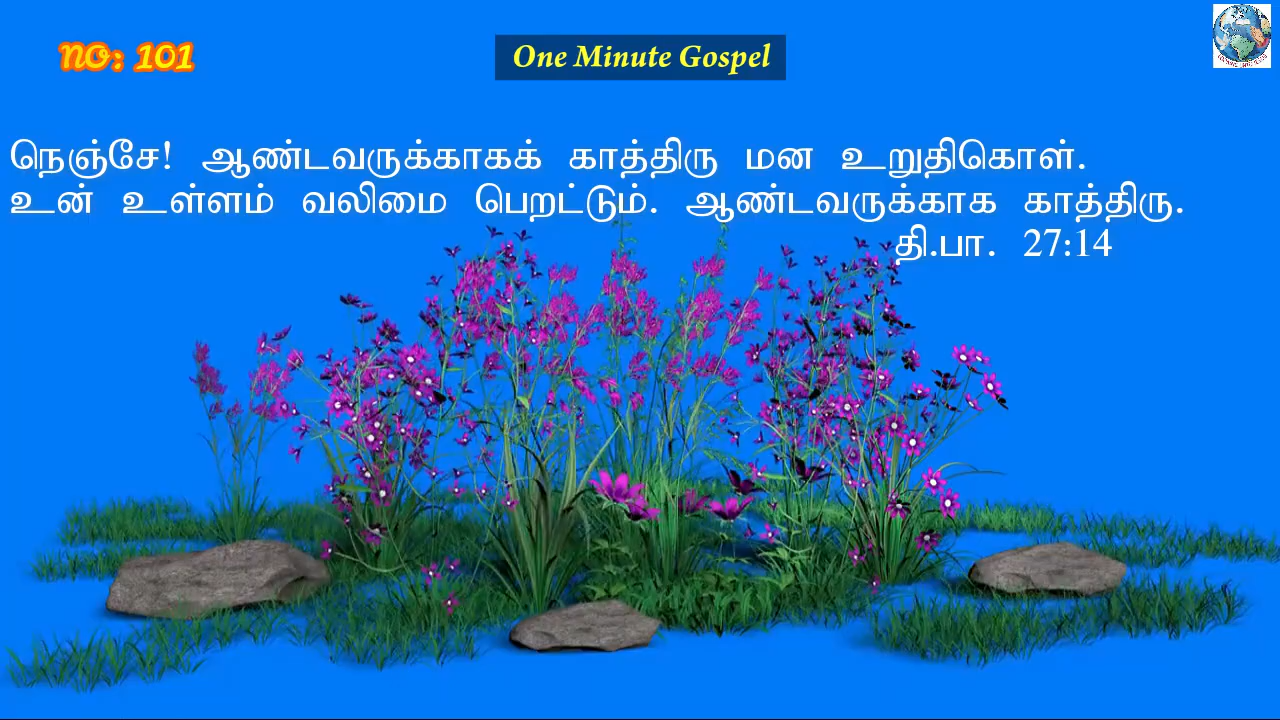 NO: 101
One Minute Gospel
நெஞ்சே! ஆண்டவருக்காகக் காத்திரு மன உறுதிகொள்.
உன் உள்ளம் வலிமை பெறட்டும். ஆண்டவருக்காக காத்திரு.
தி.பா. 27:14